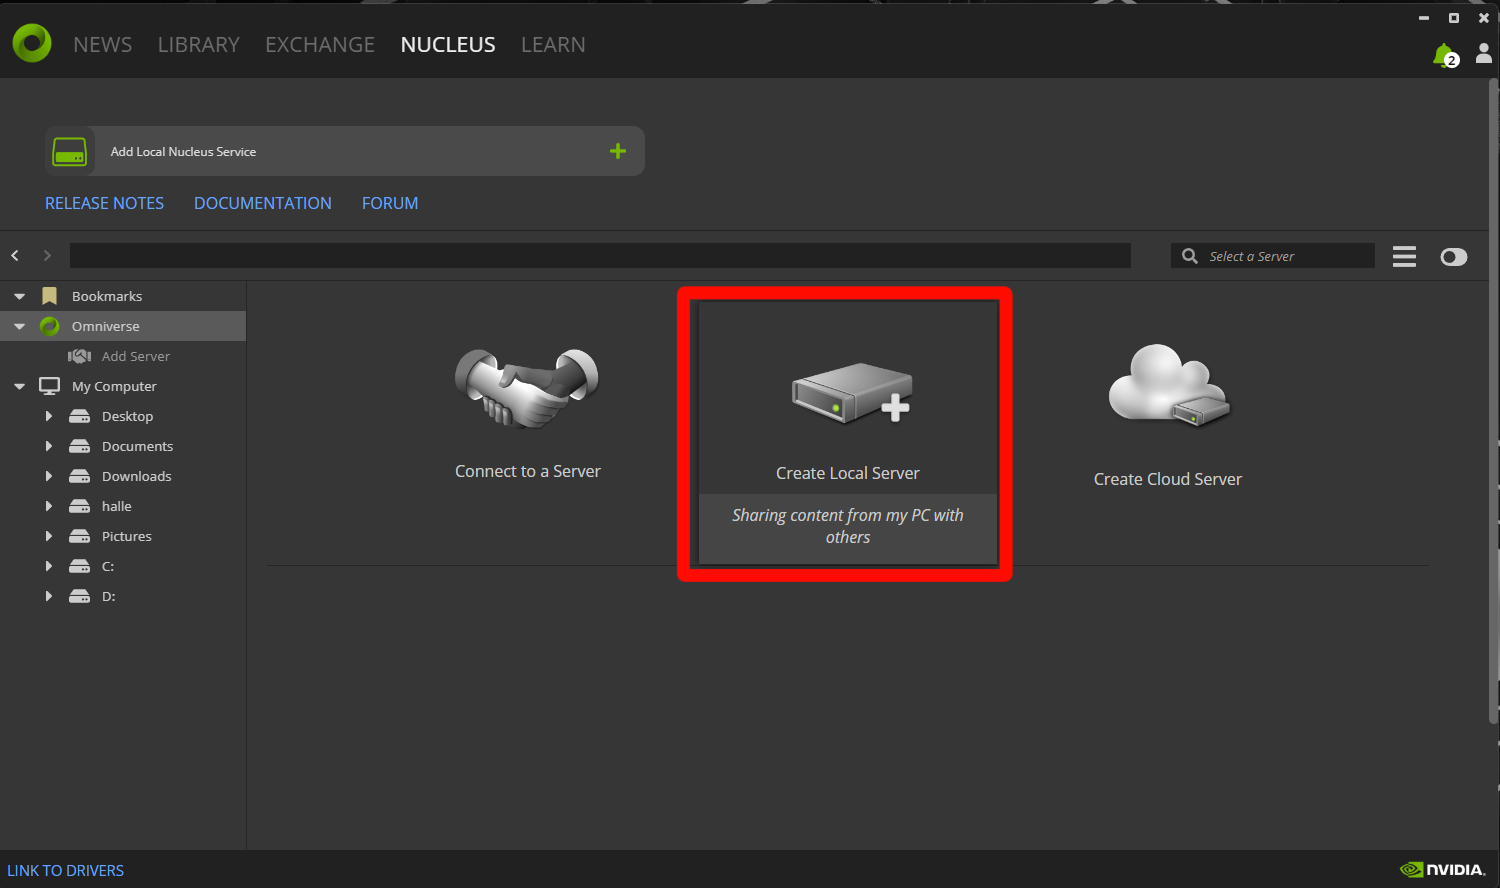 NEWS LIBRARY EXCHANGE NUCLEUS LEARN
2
Add Local Nucleus Service
RELEASE NOTES DOCUMENTATION FORUM
Select a Server
Bookmarks
Omniverse
Add Server
My Computer
Desktop
Documents
Downloads
halle
Pictures
C:
D:
Connect to a Server
Create Local Server
Sharing content from my PC with
others
Create Cloud Server
LINK TO DRIVERS
NVIDIA.